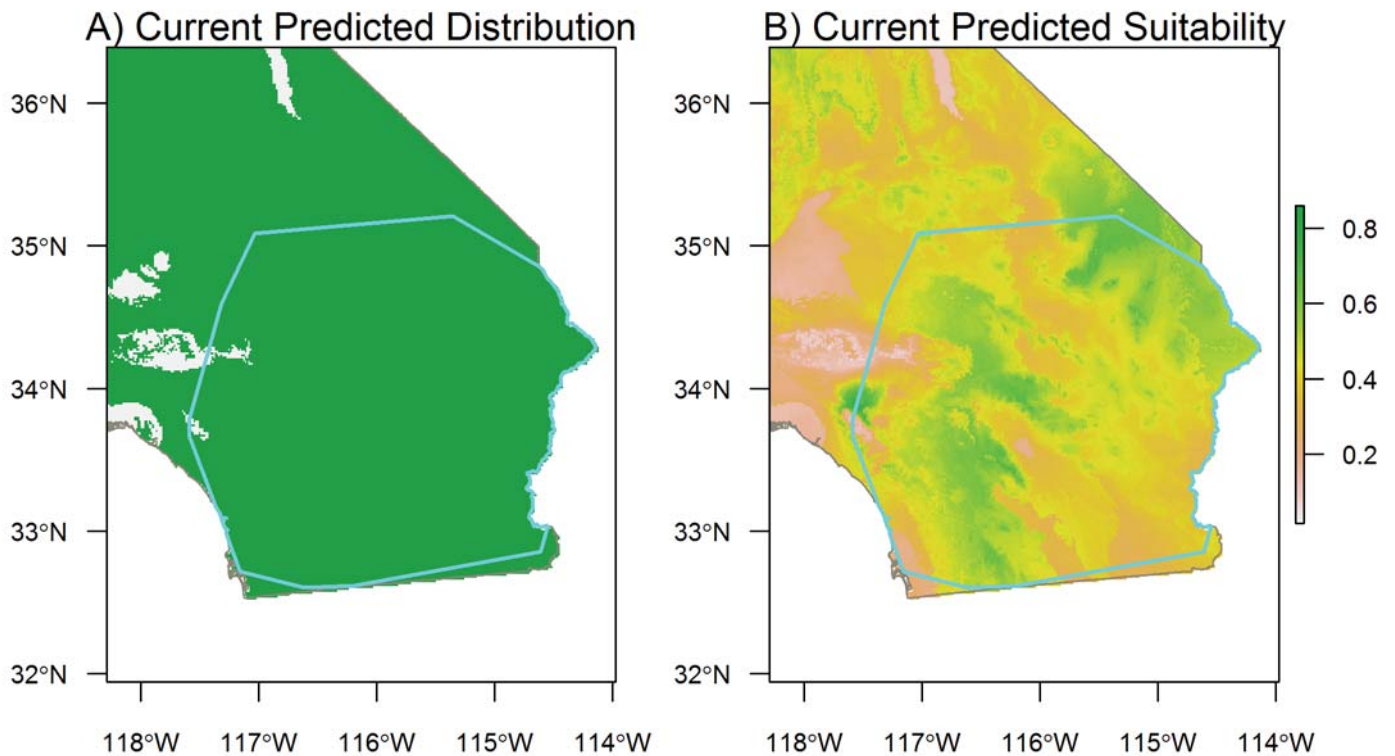 A) Current Predicted Distribution
B) Current Predicted Suitability
36°N
35°N
34°N
33°N
32°N
118°W 117°W 116°W 115°W 114°W
36°N
35°N
34°N
33°N
32°N
118°W 117°W 116°W 115°W 114°W
0.8
0.6
0.4
0.2